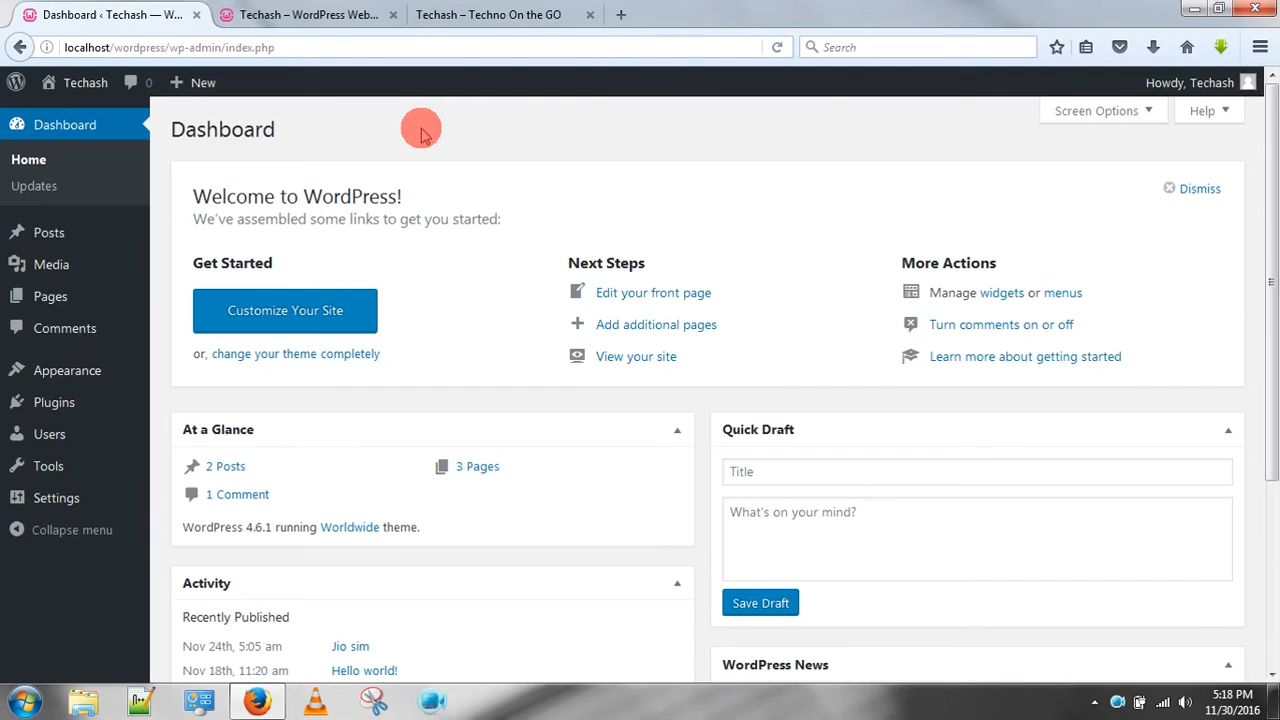 Dashboard ‹ Techash — W...
Techash – WordPress Web...
Techash – Techno On the GO
localhost/wordpress/wp-admin/index.php
Search
Techash
0
New
Howdy, Techash
Dashboard
Home
Updates
Posts
Media
Pages
Comments
Appearance
Plugins
Users
Tools
Settings
Collapse menu
Screen Options
Help
Dashboard
Welcome to WordPress!
We've assembled some links to get you started:
Dismiss
Get Started
Customize Your Site
or, change your theme completely
Next Steps
Edit your front page
Add additional pages
View your site
More Actions
Manage widgets or menus
Turn comments on or off
Learn more about getting started
At a Glance
2 Posts
3 Pages
1 Comment
WordPress 4.6.1 running Worldwide theme.
Activity
Recently Published
Nov 24th, 5:05 am Jio sim
Nov 18th, 11:20 am Hello world!
Quick Draft
Title
What's on your mind?
Save Draft
WordPress News
5:18 PM
11/30/2016